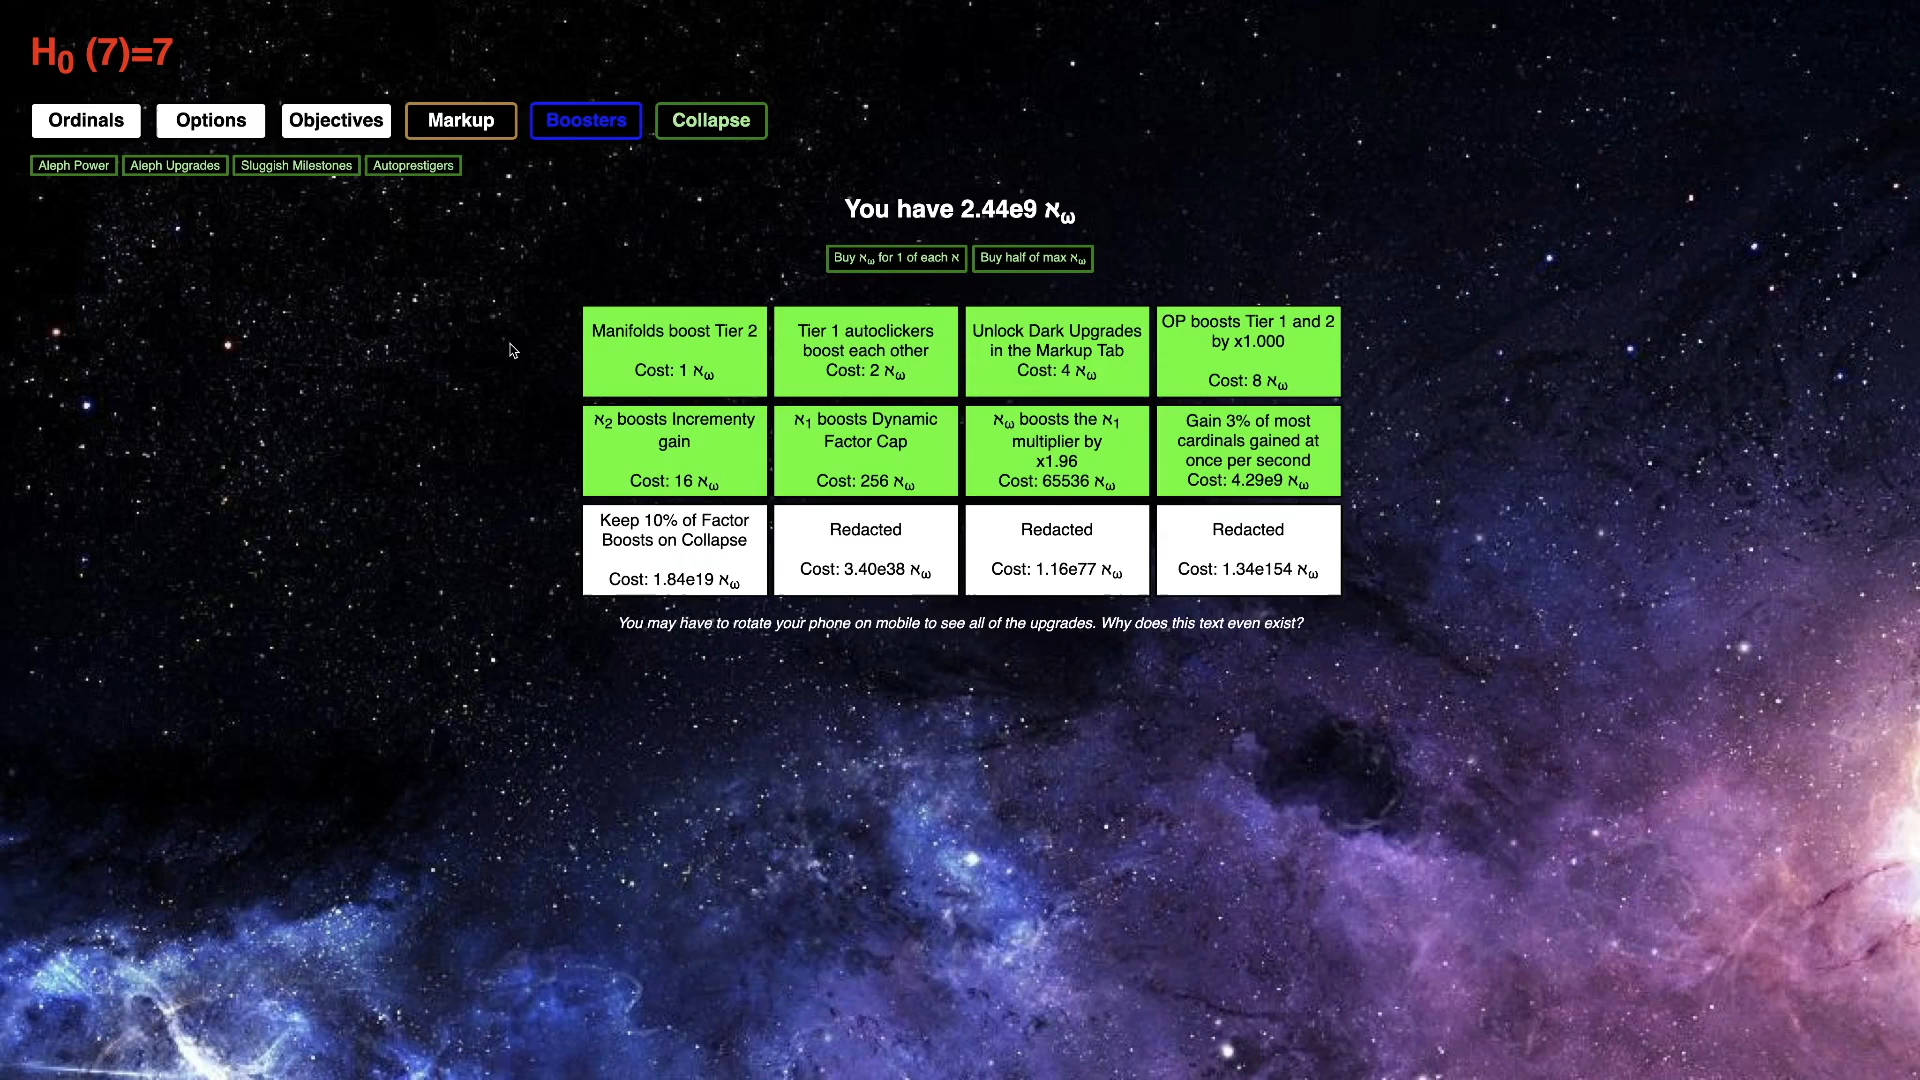 H₀ (7)=7
Ordinals Options Objectives Markup Boosters Collapse
Aleph Power Aleph Upgrades Sluggish Milestones Autoprestigers
You have 2.44e9 ℵω
Buy ℵω for 1 of each ℵ Buy half of max ℵω
Manifolds boost Tier 2
Cost: 1 ℵω
Tier 1 autoclickers
boost each other
Cost: 2 ℵω
Unlock Dark Upgrades
in the Markup Tab
Cost: 4 ℵω
OP boosts Tier 1 and 2
by x1.000
Cost: 8 ℵω
ℵ₂ boosts Incrementy
gain
Cost: 16 ℵω
ℵ₁ boosts Dynamic
Factor Cap
Cost: 256 ℵω
ℵω boosts the ℵ₁
multiplier by
x1.96
Cost: 65536 ℵω
Gain 3% of most
cardinals gained at
once per second
Cost: 4.29e9 ℵω
Keep 10% of Factor
Boosts on Collapse
Cost: 1.84e19 ℵω
Redacted
Cost: 3.40e38 ℵω
Redacted
Cost: 1.16e77 ℵω
Redacted
Cost: 1.34e154 ℵω
You may have to rotate your phone on mobile to see all of the upgrades. Why does this text even exist?